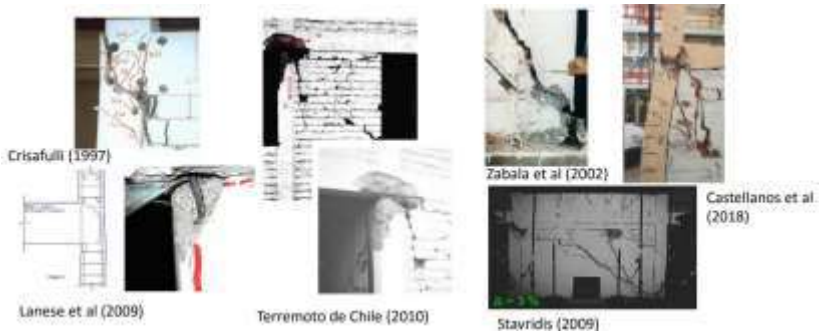 Crisafulli (1997)
Zabala et al (2002)
Castellanos et al
(2018)
Lanese et al (2009)
Terremoto de Chile (2010)
Stavridis (2009)